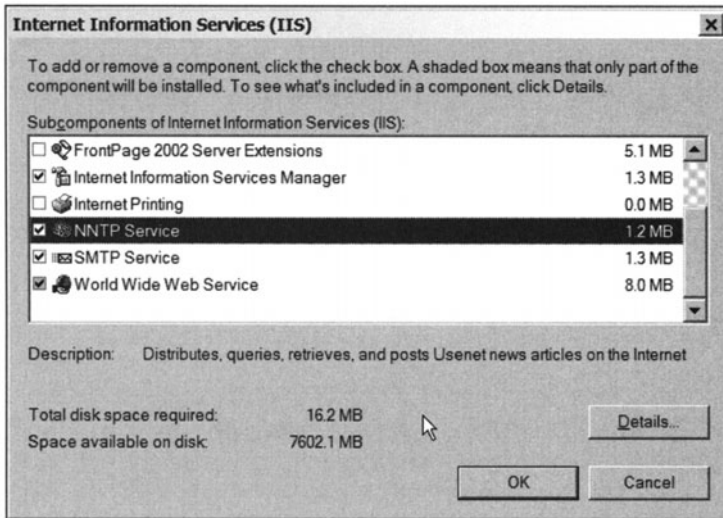 Internet Information Services (IIS)
To add or remove a component, click the check box. A shaded box means that only part of the
component will be installed. To see what's included in a component, click Details.
Subcomponents of Internet Information Services (IIS):
FrontPage 2002 Server Extensions 5.1 MB
Internet Information Services Manager 1.3 MB
Internet Printing 0.0 MB
NNTP Service 1.2 MB
SMTP Service 1.3 MB
World Wide Web Service 8.0 MB
Description: Distributes, queries, retrieves, and posts Usenet news articles on the Internet
Total disk space required: 16.2 MB
Space available on disk: 7602.1 MB
Details...
OK Cancel